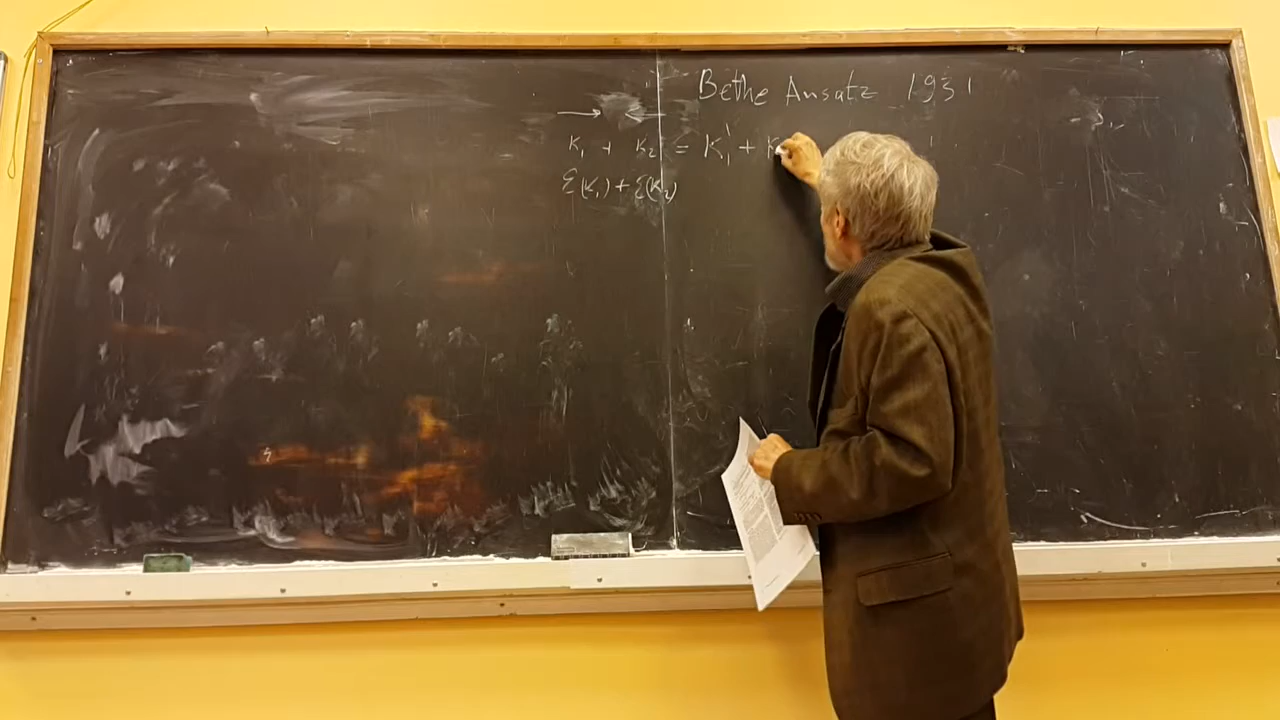 Bethe Ansatz 1931
k₁ + k₂ = k₁' + k
ε(k₁) + ε(k₂)